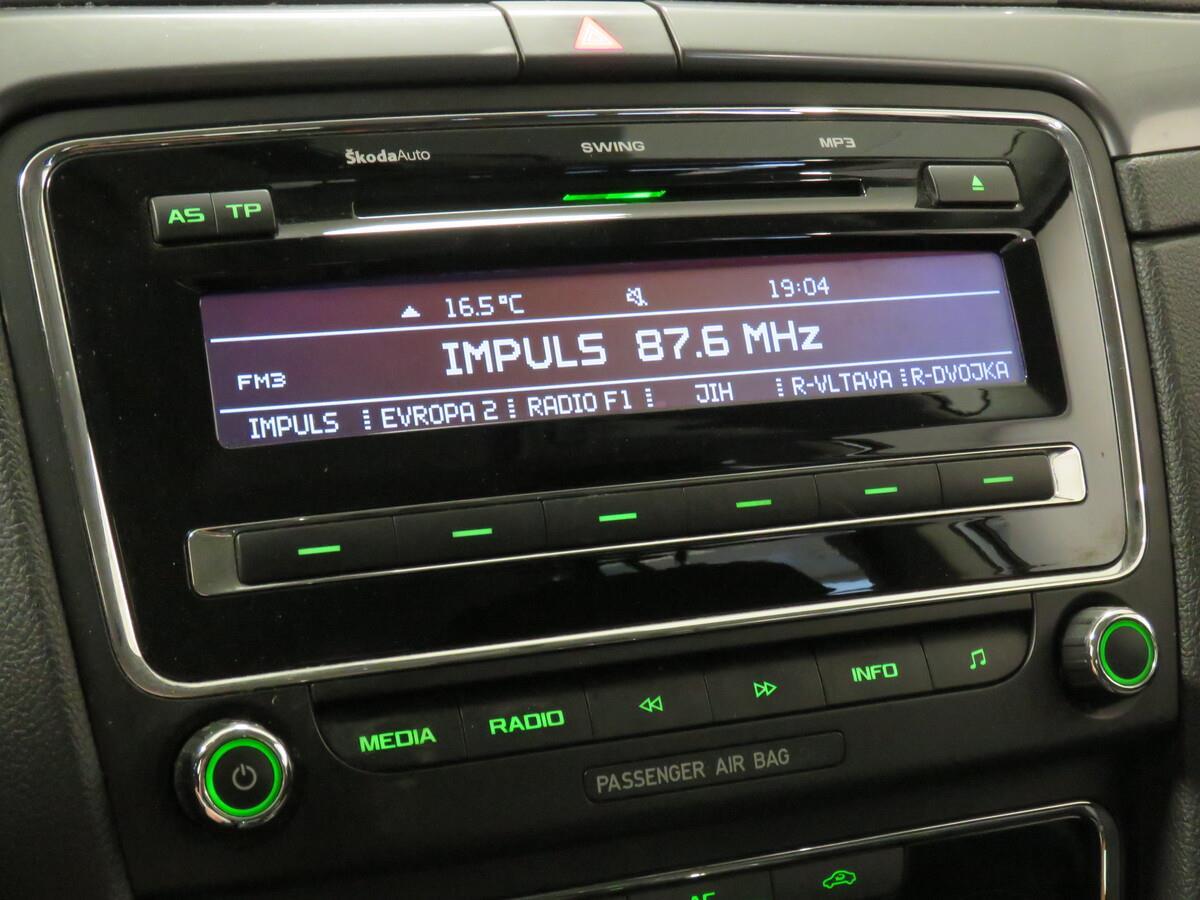 ŠkodaAuto SWING MP3
AS TP
16.5°C 19:04
IMPULS 87.6 MHz
FM3
IMPULS EVROPA 2 RADIO F1 JIH R-VLTAVA R-DVOJKA
MEDIA RADIO INFO
PASSENGER AIR BAG